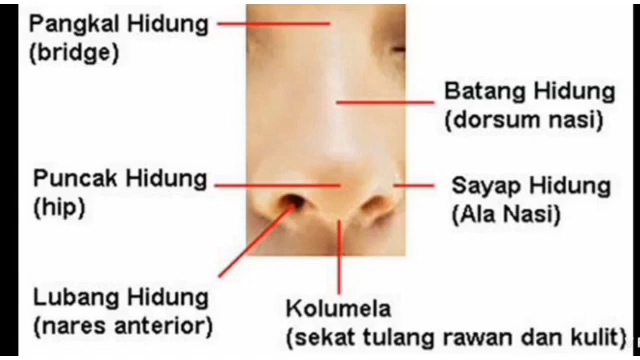 Pangkal Hidung
(bridge)
Batang Hidung
(dorsum nasi)
Puncak Hidung
(hip)
Sayap Hidung
(Ala Nasi)
Lubang Hidung
(nares anterior)
Kolumela
(sekat tulang rawan dan kulit)